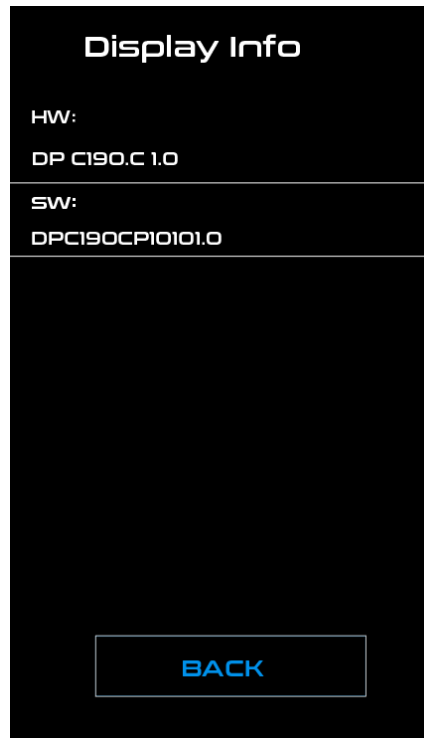 Display Info
HW:
DP C190.C 1.0
SW:
DPC190CP10101.0
BACK